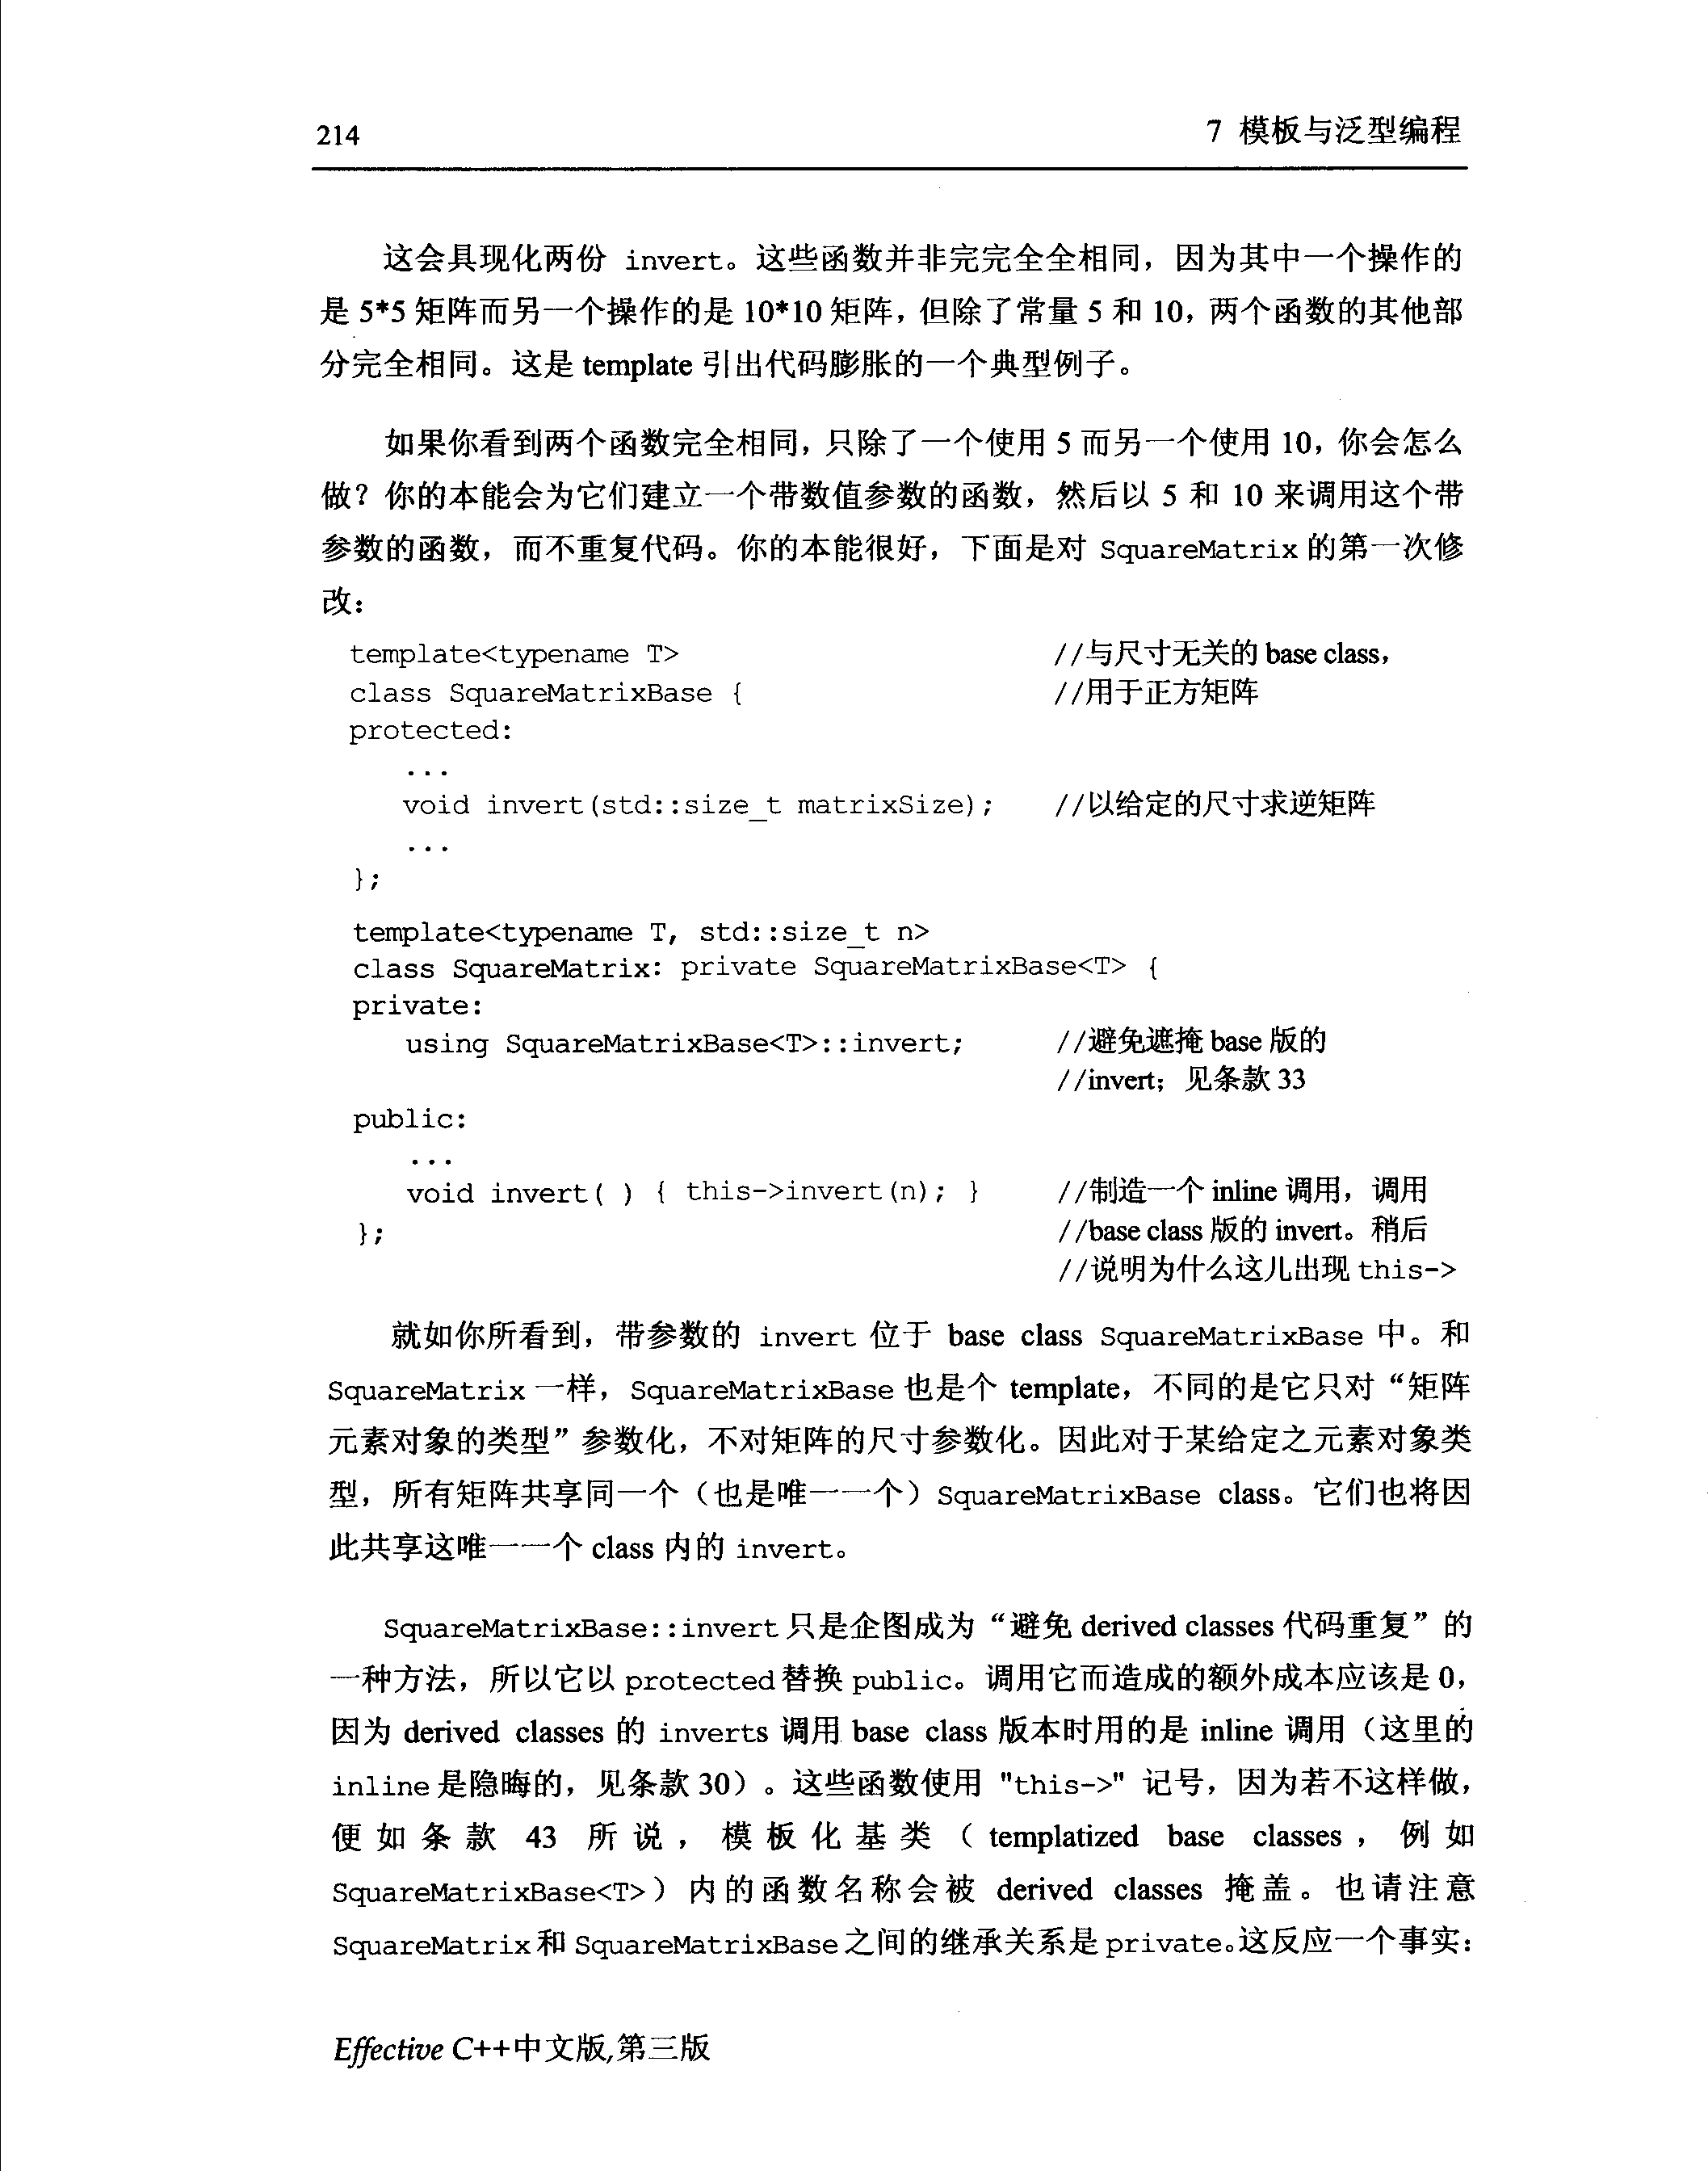 214
7 模板与泛型编程
这会具现化两份 invert。这些函数并非完完全全相同，因为其中一个操作的
是 5*5 矩阵而另一个操作的是 10*10 矩阵，但除了常量 5 和 10，两个函数的其他部
分完全相同。这是 template 引出代码膨胀的一个典型例子。
如果你看到两个函数完全相同，只除了一个使用 5 而另一个使用 10，你会怎么
做？你的本能会为它们建立一个带数值参数的函数，然后以 5 和 10 来调用这个带
参数的函数，而不重复代码。你的本能很好，下面是对 SquareMatrix 的第一次修
改：
template<typename T> //与尺寸无关的 base class，
class SquareMatrixBase { //用于正方矩阵
protected:
...
void invert(std::size_t matrixSize); //以给定的尺寸求逆矩阵
...
};
template<typename T, std::size_t n>
class SquareMatrix: private SquareMatrixBase<T> {
private:
using SquareMatrixBase<T>::invert; //避免遮掩 base 版的
//invert；见条款 33
public:
...
void invert( ) { this->invert(n); } //制造一个 inline 调用，调用
}; //base class 版的 invert。稍后
//说明为什么这儿出现 this->
就如你所看到，带参数的 invert 位于 base class SquareMatrixBase 中。和
SquareMatrix 一样，SquareMatrixBase 也是个 template，不同的是它只对“矩阵
元素对象的类型”参数化，不对矩阵的尺寸参数化。因此对于某给定之元素对象类
型，所有矩阵共享同一个（也是唯一一个）SquareMatrixBase class。它们也将因
此共享这唯一一个 class 内的 invert。
SquareMatrixBase::invert 只是企图成为“避免 derived classes 代码重复”的
一种方法，所以它以 protected 替换 public。调用它而造成的额外成本应该是 0，
因为 derived classes 的 inverts 调用 base class 版本时用的是 inline 调用（这里的
inline 是隐晦的，见条款 30）。这些函数使用 "this->" 记号，因为若不这样做，
便如条款 43 所说，模板化基类（templatized base classes，例如
SquareMatrixBase<T>）内的函数名称会被 derived classes 掩盖。也请注意
SquareMatrix 和 SquareMatrixBase 之间的继承关系是 private。这反应一个事实：
Effective C++中文版,第三版